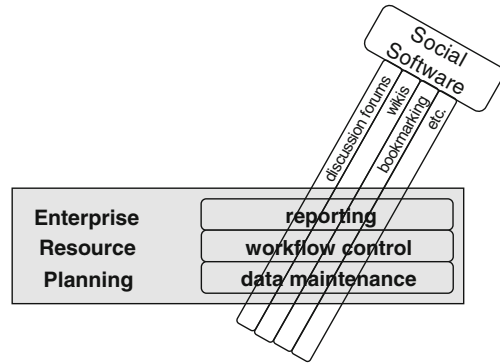 Social
Software
discussion forums
wikis
bookmarking
etc.
Enterprise
Resource
Planning
reporting
workflow control
data maintenance